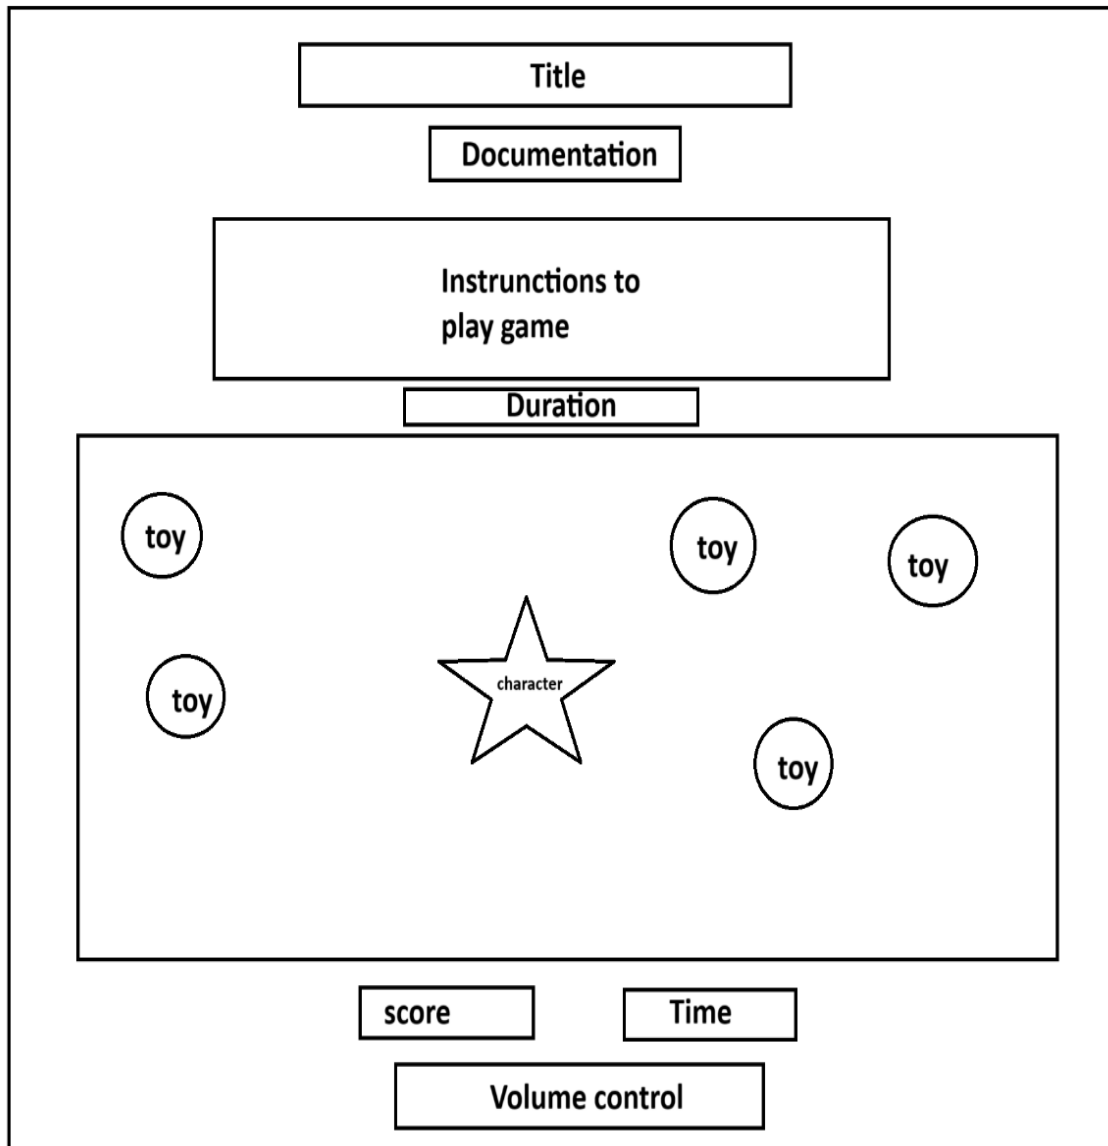 Title
Documentation
Instrunctions to
play game
Duration
toy
toy
toy
character
toy
toy
score
Time
Volume control